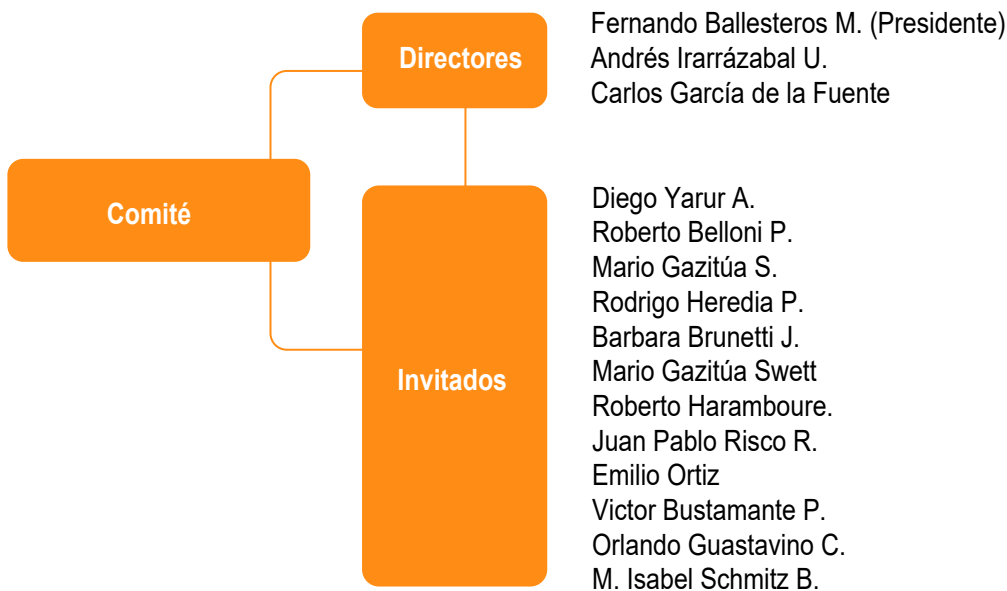 Comité
Directores
Fernando Ballesteros M. (Presidente)
Andrés Irarrázabal U.
Carlos García de la Fuente
Invitados
Diego Yarur A.
Roberto Belloni P.
Mario Gazitúa S.
Rodrigo Heredia P.
Barbara Brunetti J.
Mario Gazitúa Swett
Roberto Haramboure.
Juan Pablo Risco R.
Emilio Ortiz
Victor Bustamante P.
Orlando Guastavino C.
M. Isabel Schmitz B.